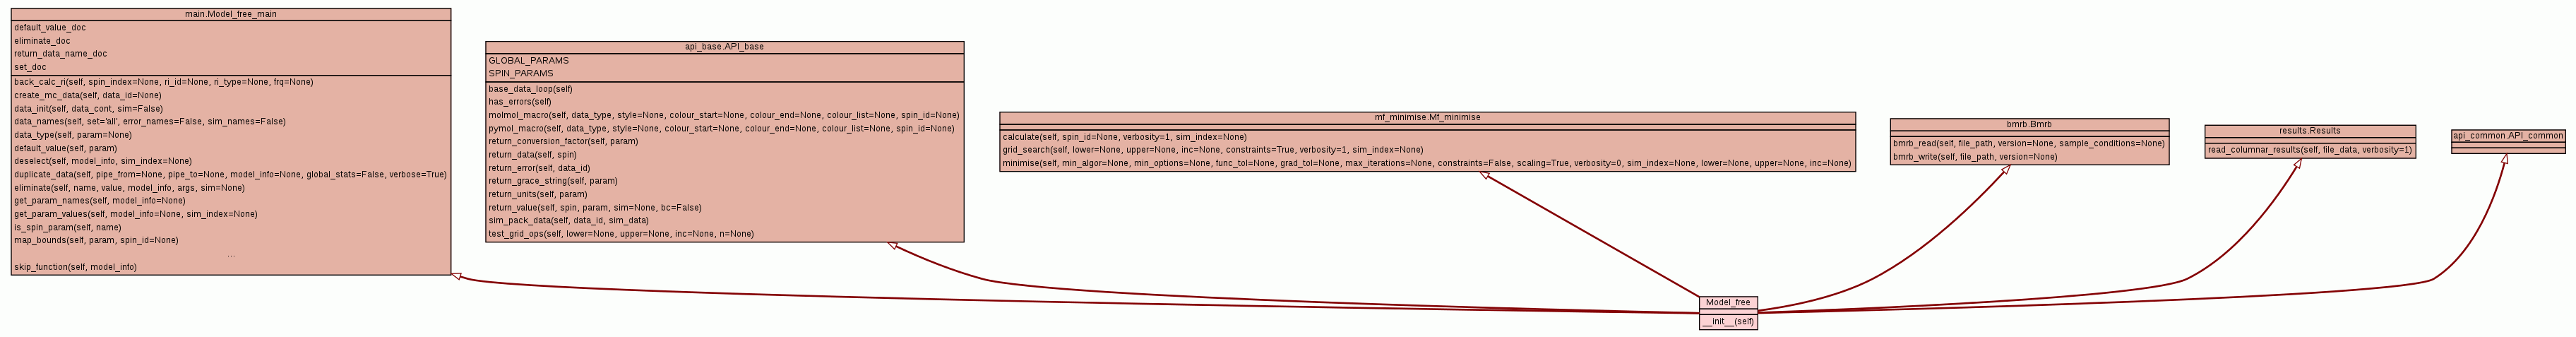 main.Model_free_main
default_value_doc
eliminate_doc
return_data_name_doc
set_doc
back_calc_ri(self, spin_index=None, ri_id=None, ri_type=None, frq=None)
create_mc_data(self, data_id=None)
data_init(self, data_cont, sim=False)
data_names(self, set='all', error_names=False, sim_names=False)
data_type(self, param=None)
default_value(self, param)
deselect(self, model_info, sim_index=None)
duplicate_data(self, pipe_from=None, pipe_to=None, model_info=None, global_stats=False, verbose=True)
eliminate(self, name, value, model_info, args, sim=None)
get_param_names(self, model_info=None)
get_param_values(self, model_info=None, sim_index=None)
is_spin_param(self, name)
map_bounds(self, param, spin_id=None)
...
skip_function(self, model_info)
api_base.API_base
GLOBAL_PARAMS
SPIN_PARAMS
base_data_loop(self)
has_errors(self)
molmol_macro(self, data_type, style=None, colour_start=None, colour_end=None, colour_list=None, spin_id=None)
pymol_macro(self, data_type, style=None, colour_start=None, colour_end=None, colour_list=None, spin_id=None)
return_conversion_factor(self, param)
return_data(self, spin)
return_error(self, data_id)
return_grace_string(self, param)
return_units(self, param)
return_value(self, spin, param, sim=None, bc=False)
sim_pack_data(self, data_id, sim_data)
test_grid_ops(self, lower=None, upper=None, inc=None, n=None)
mf_minimise.Mf_minimise
calculate(self, spin_id=None, verbosity=1, sim_index=None)
grid_search(self, lower=None, upper=None, inc=None, constraints=True, verbosity=1, sim_index=None)
minimise(self, min_algor=None, min_options=None, func_tol=None, grad_tol=None, max_iterations=None, constraints=False, scaling=True, verbosity=0, sim_index=None, lower=None, upper=None, inc=None)
bmrb.Bmrb
bmrb_read(self, file_path, version=None, sample_conditions=None)
bmrb_write(self, file_path, version=None)
results.Results
read_columnar_results(self, file_data, verbosity=1)
api_common.API_common
Model_free
__init__(self)